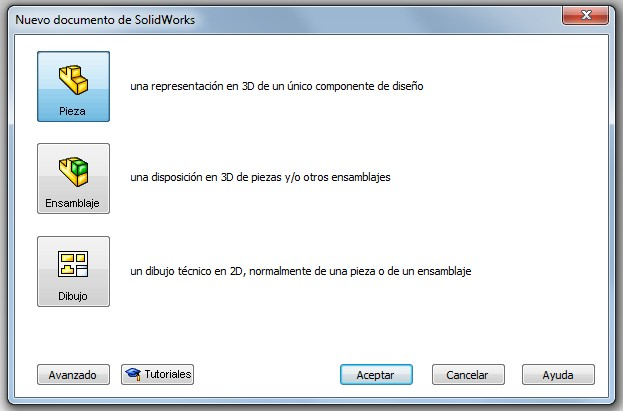 Nuevo documento de SolidWorks
Pieza
una representación en 3D de un único componente de diseño
Ensamblaje
una disposición en 3D de piezas y/o otros ensamblajes
Dibujo
un dibujo técnico en 2D, normalmente de una pieza o de un ensamblaje
Avanzado Tutoriales Aceptar Cancelar Ayuda